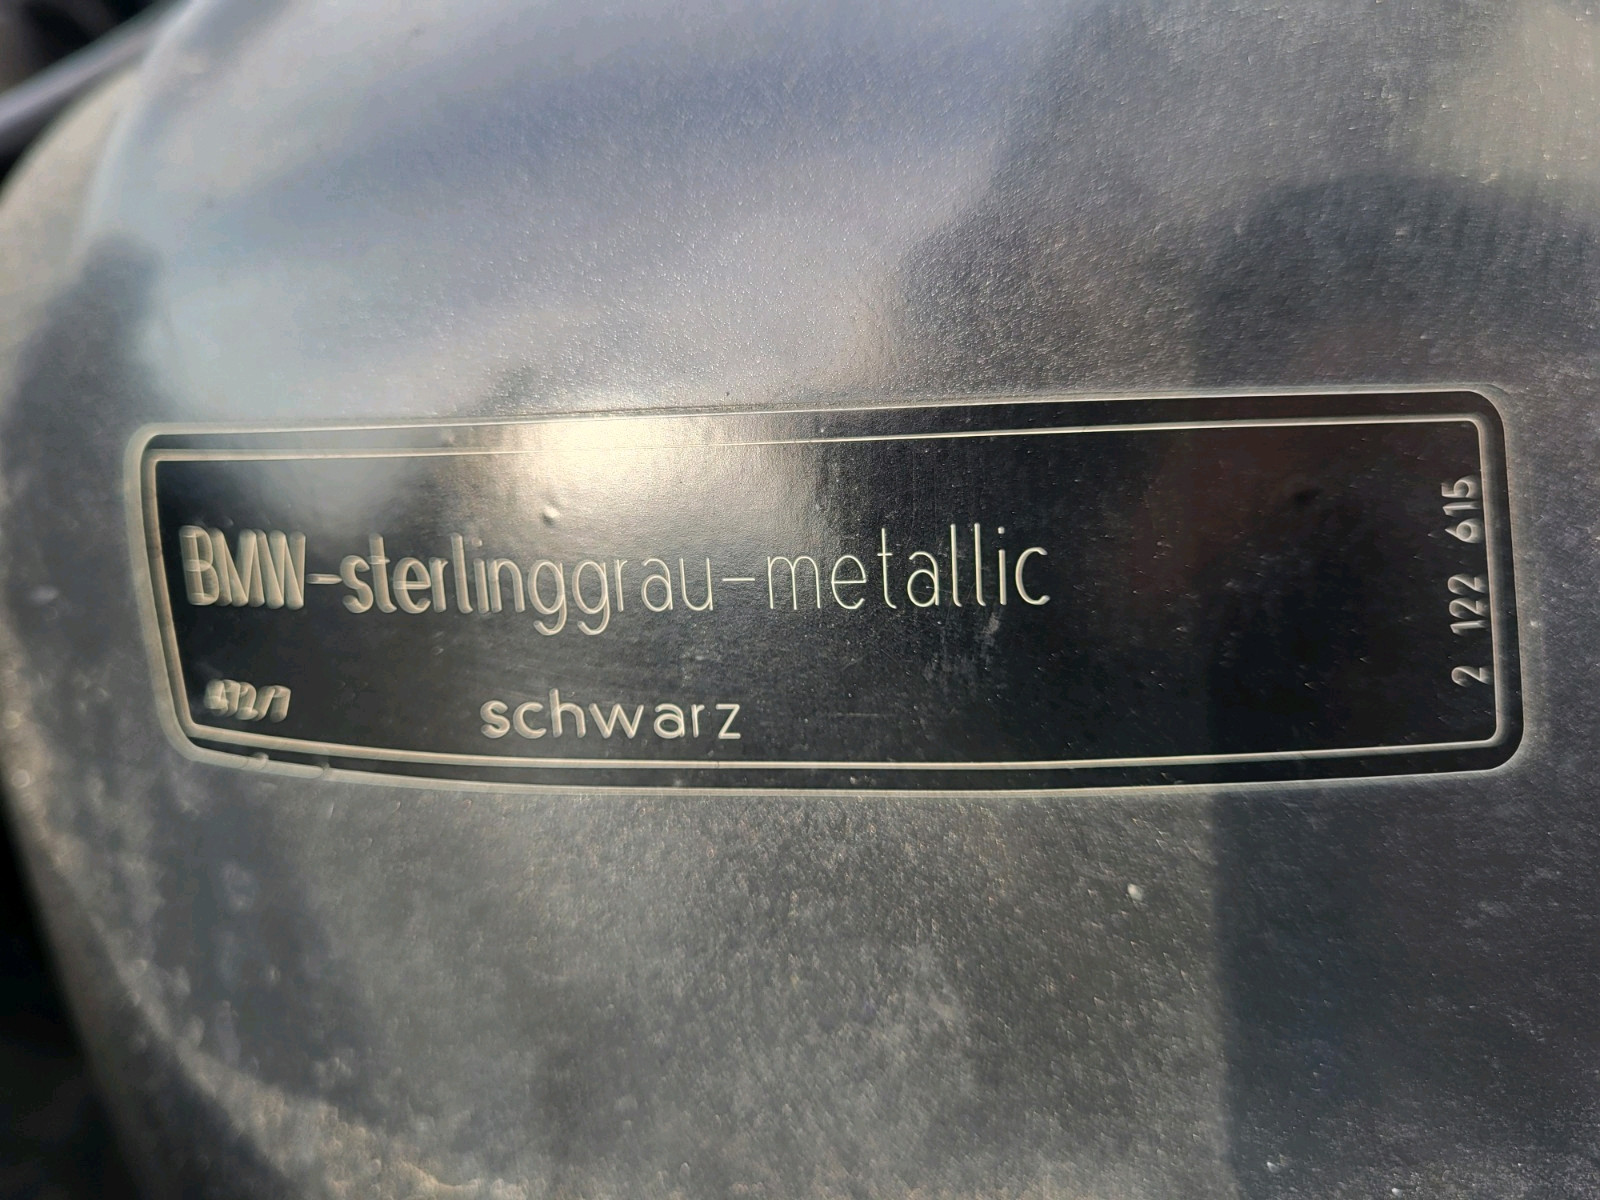 BMW-sterlinggrau-metallic
schwarz
2 122 615